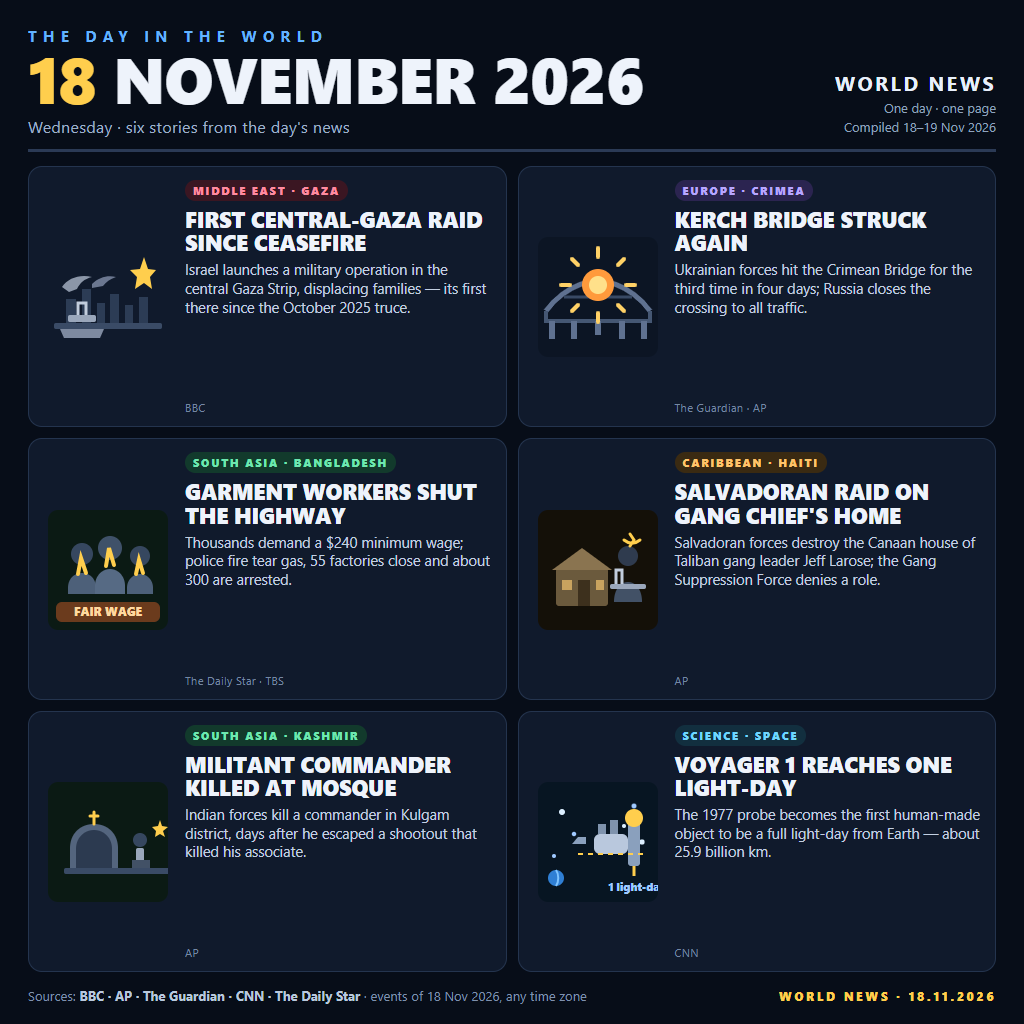 THE DAY IN THE WORLD
18 NOVEMBER 2026
Wednesday · six stories from the day's news
WORLD NEWS
One day · one page
Compiled 18–19 Nov 2026
MIDDLE EAST · GAZA
FIRST CENTRAL-GAZA RAID
SINCE CEASEFIRE
Israel launches a military operation in the
central Gaza Strip, displacing families — its first
there since the October 2025 truce.
BBC
EUROPE · CRIMEA
KERCH BRIDGE STRUCK
AGAIN
Ukrainian forces hit the Crimean Bridge for the
third time in four days; Russia closes the
crossing to all traffic.
The Guardian · AP
SOUTH ASIA · BANGLADESH
GARMENT WORKERS SHUT
THE HIGHWAY
Thousands demand a $240 minimum wage;
police fire tear gas, 55 factories close and about
300 are arrested.
FAIR WAGE
The Daily Star · TBS
CARIBBEAN · HAITI
SALVADORAN RAID ON
GANG CHIEF'S HOME
Salvadoran forces destroy the Canaan house of
Taliban gang leader Jeff Larose; the Gang
Suppression Force denies a role.
AP
SOUTH ASIA · KASHMIR
MILITANT COMMANDER
KILLED AT MOSQUE
Indian forces kill a commander in Kulgam
district, days after he escaped a shootout that
killed his associate.
AP
SCIENCE · SPACE
VOYAGER 1 REACHES ONE
LIGHT-DAY
The 1977 probe becomes the first human-made
object to be a full light-day from Earth — about
25.9 billion km.
1 light-da
CNN
Sources: BBC · AP · The Guardian · CNN · The Daily Star · events of 18 Nov 2026, any time zone
WORLD NEWS · 18.11.2026